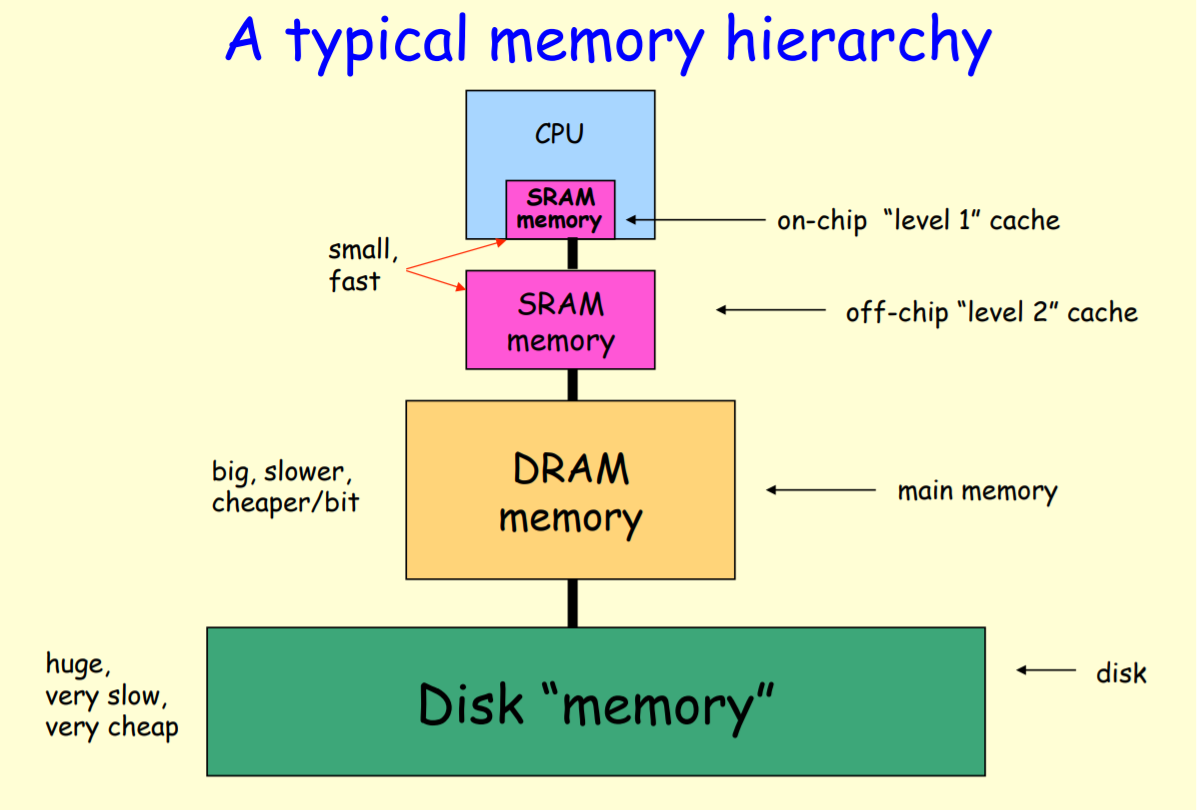 A typical memory hierarchy
CPU
SRAM
memory
on-chip “level 1” cache
small,
fast
SRAM
memory
off-chip “level 2” cache
big, slower,
cheaper/bit
DRAM
memory
main memory
huge,
very slow,
very cheap
Disk “memory”
disk